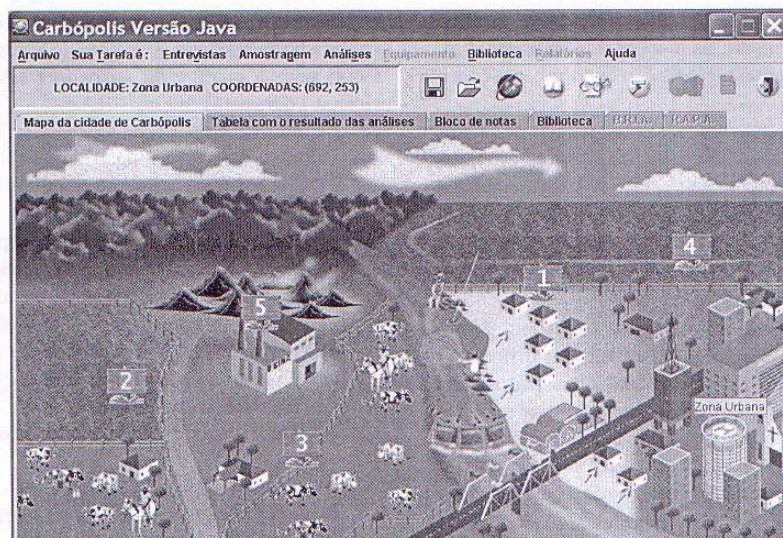 Carbópolis Versão Java
Arquivo Sua Tarefa é : Entrevistas Amostragem Análises Equipamento Biblioteca Relatórios Ajuda
LOCALIDADE: Zona Urbana COORDENADAS: (692, 253)
Mapa da cidade de Carbópolis Tabela com o resultado das análises Bloco de notas Biblioteca B.R.I.A. R.A.P.A.
4
1
5
2
Zona Urbana
3